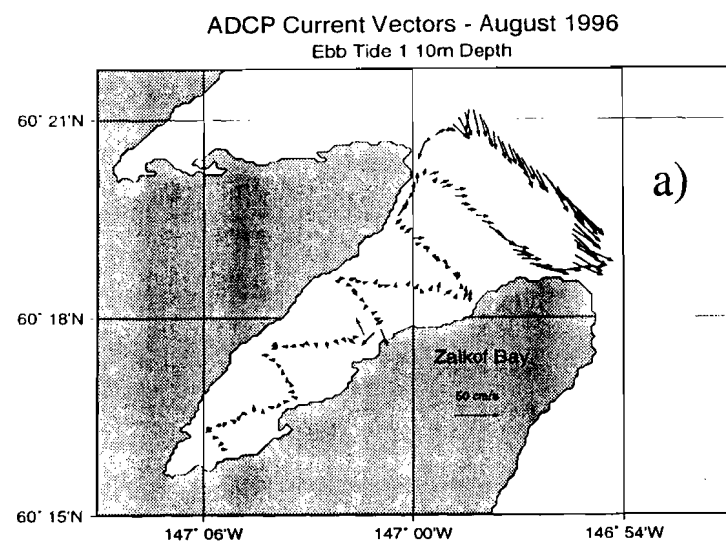 ADCP Current Vectors - August 1996
Ebb Tide 1 10m Depth
60° 21'N
a)
60° 18'N
Zaikof Bay
50 cm/s
60° 15'N
147° 06'W
147° 00'W
146° 54'W